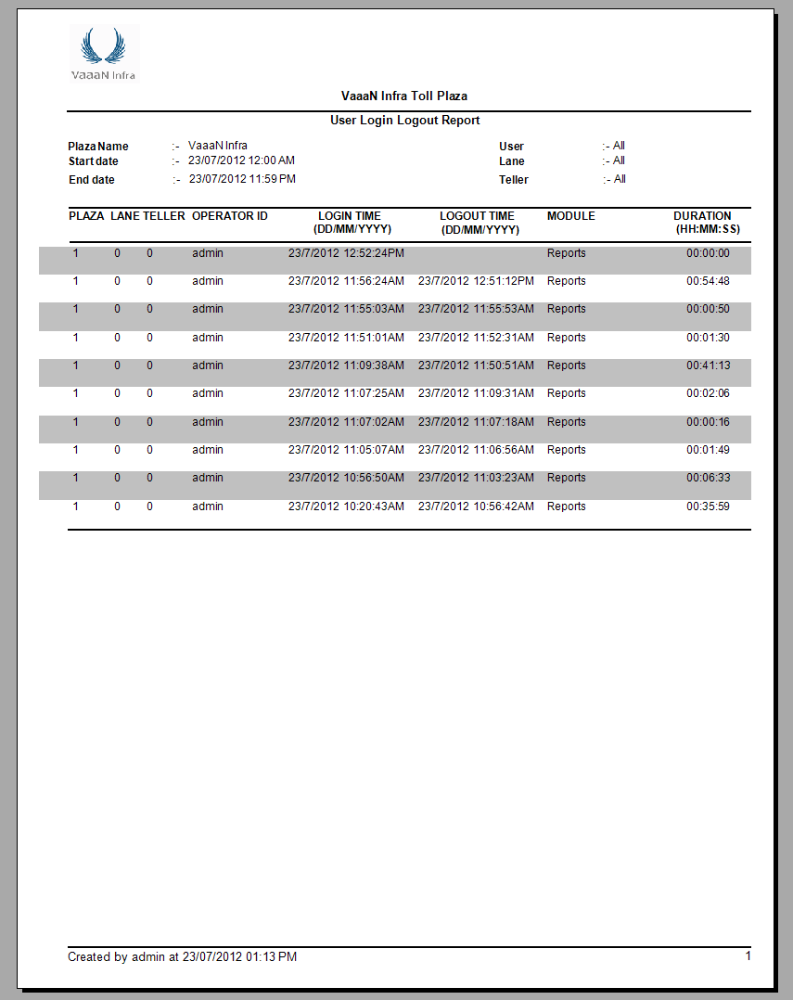 VaaaN Infra
VaaaN Infra Toll Plaza
User Login Logout Report
Plaza Name :- VaaaN Infra User :- All
Start date :- 23/07/2012 12:00 AM Lane :- All
End date :- 23/07/2012 11:59 PM Teller :- All
PLAZA LANE TELLER OPERATOR ID LOGIN TIME LOGOUT TIME MODULE DURATION
(DD/MM/YYYY) (DD/MM/YYYY) (HH:MM:SS)
1 0 0 admin 23/7/2012 12:52:24PM Reports 00:00:00
1 0 0 admin 23/7/2012 11:56:24AM 23/7/2012 12:51:12PM Reports 00:54:48
1 0 0 admin 23/7/2012 11:55:03AM 23/7/2012 11:55:53AM Reports 00:00:50
1 0 0 admin 23/7/2012 11:51:01AM 23/7/2012 11:52:31AM Reports 00:01:30
1 0 0 admin 23/7/2012 11:09:38AM 23/7/2012 11:50:51AM Reports 00:41:13
1 0 0 admin 23/7/2012 11:07:25AM 23/7/2012 11:09:31AM Reports 00:02:06
1 0 0 admin 23/7/2012 11:07:02AM 23/7/2012 11:07:18AM Reports 00:00:16
1 0 0 admin 23/7/2012 11:05:07AM 23/7/2012 11:06:56AM Reports 00:01:49
1 0 0 admin 23/7/2012 10:56:50AM 23/7/2012 11:03:23AM Reports 00:06:33
1 0 0 admin 23/7/2012 10:20:43AM 23/7/2012 10:56:42AM Reports 00:35:59
Created by admin at 23/07/2012 01:13 PM 1